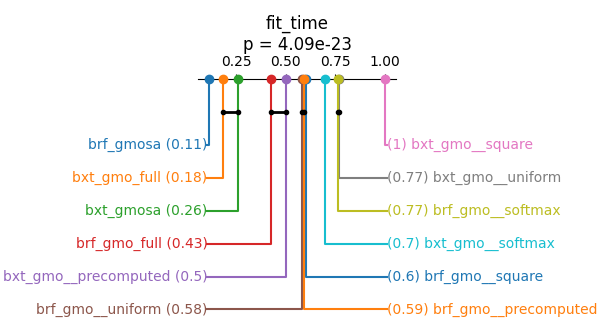 fit_time
p = 4.09e-23
0.25 0.50 0.75 1.00
brf_gmosa (0.11)
(1) bxt_gmo__square
bxt_gmo_full (0.18)
(0.77) bxt_gmo__uniform
bxt_gmosa (0.26)
(0.77) brf_gmo__softmax
brf_gmo_full (0.43)
(0.7) bxt_gmo__softmax
bxt_gmo__precomputed (0.5)
(0.6) brf_gmo__square
brf_gmo__uniform (0.58)
(0.59) brf_gmo__precomputed